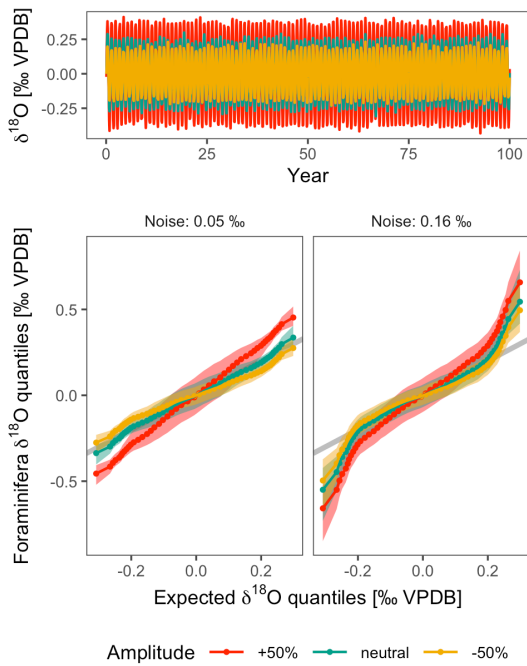 δ¹⁸O [‰ VPDB]
0.25
0.00
-0.25
0
25
50
75
100
Year
Noise: 0.05 ‰
Noise: 0.16 ‰
Foraminifera δ¹⁸O quantiles [‰ VPDB]
0.5
0.0
-0.5
-0.2
0.0
0.2
-0.2
0.0
0.2
Expected δ¹⁸O quantiles [‰ VPDB]
Amplitude
+50%
neutral
-50%